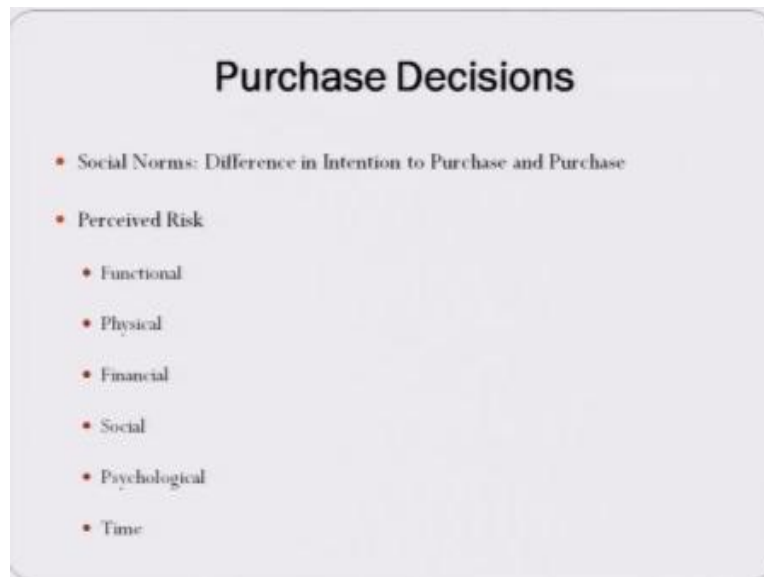 Purchase Decisions
• Social Norms: Difference in Intention to Purchase and Purchase
• Perceived Risk
• Functional
• Physical
• Financial
• Social
• Psychological
• Time